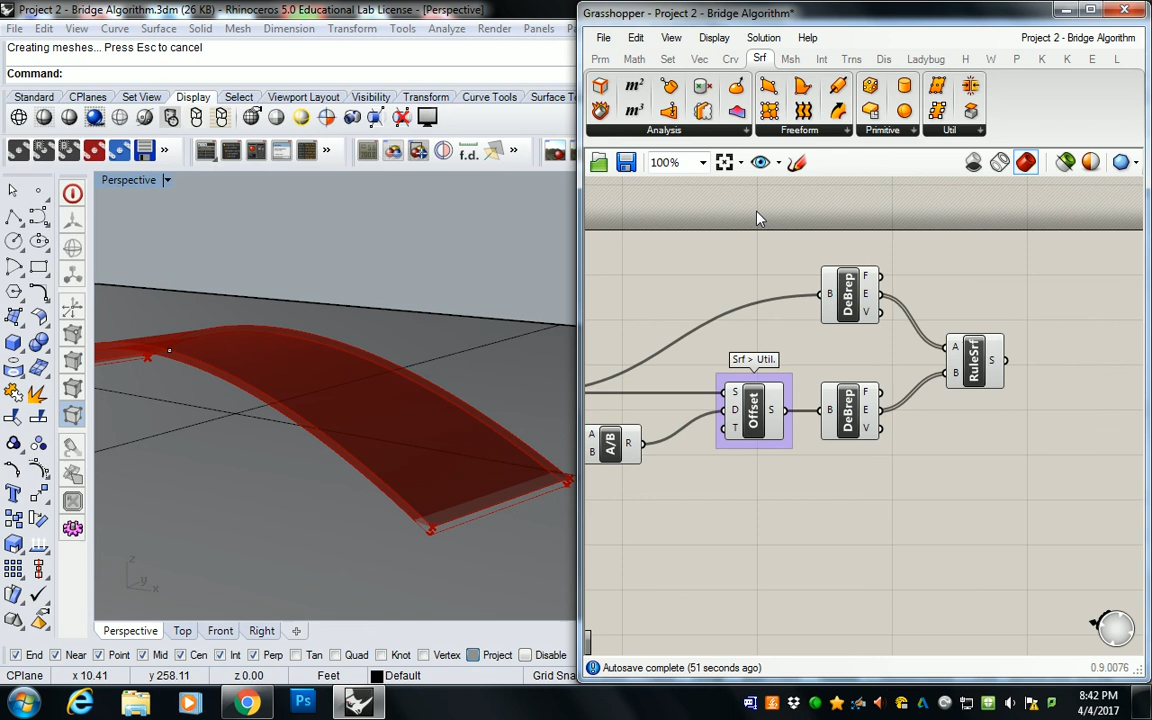 Project 2 - Bridge Algorithm.3dm (26 KB) - Rhinoceros 5.0 Educational Lab License - [Perspective]
File Edit View Curve Surface Solid Mesh Dimension Transform Tools Analyze Render Panels
Creating meshes... Press Esc to cancel
Command:
Standard CPlanes Set View Display Select Viewport Layout Visibility Transform Curve Tools Surface To
f.d.
Perspective
z
y
x
Perspective Top Front Right
End Near Point Mid Cen Int Perp Tan Quad Knot Vertex Project Disable
CPlane x 10.41 y 258.11 z 0.00 Feet Default Grid Snap
Grasshopper - Project 2 - Bridge Algorithm*
File Edit View Display Solution Help Project 2 - Bridge Algorithm
Prm Math Set Vec Crv Srf Msh Int Trns Dis Ladybug H W M K K E L
m² m³
Analysis Freeform Primitive Util
100%
DeBrep B F E V
Srf > Util.
Offset S D T S
DeBrep B F E V
RuleSrf A B S
A/B A B R
Autosave complete (51 seconds ago) 0.9.0076
Ps
8:42 PM
4/4/2017